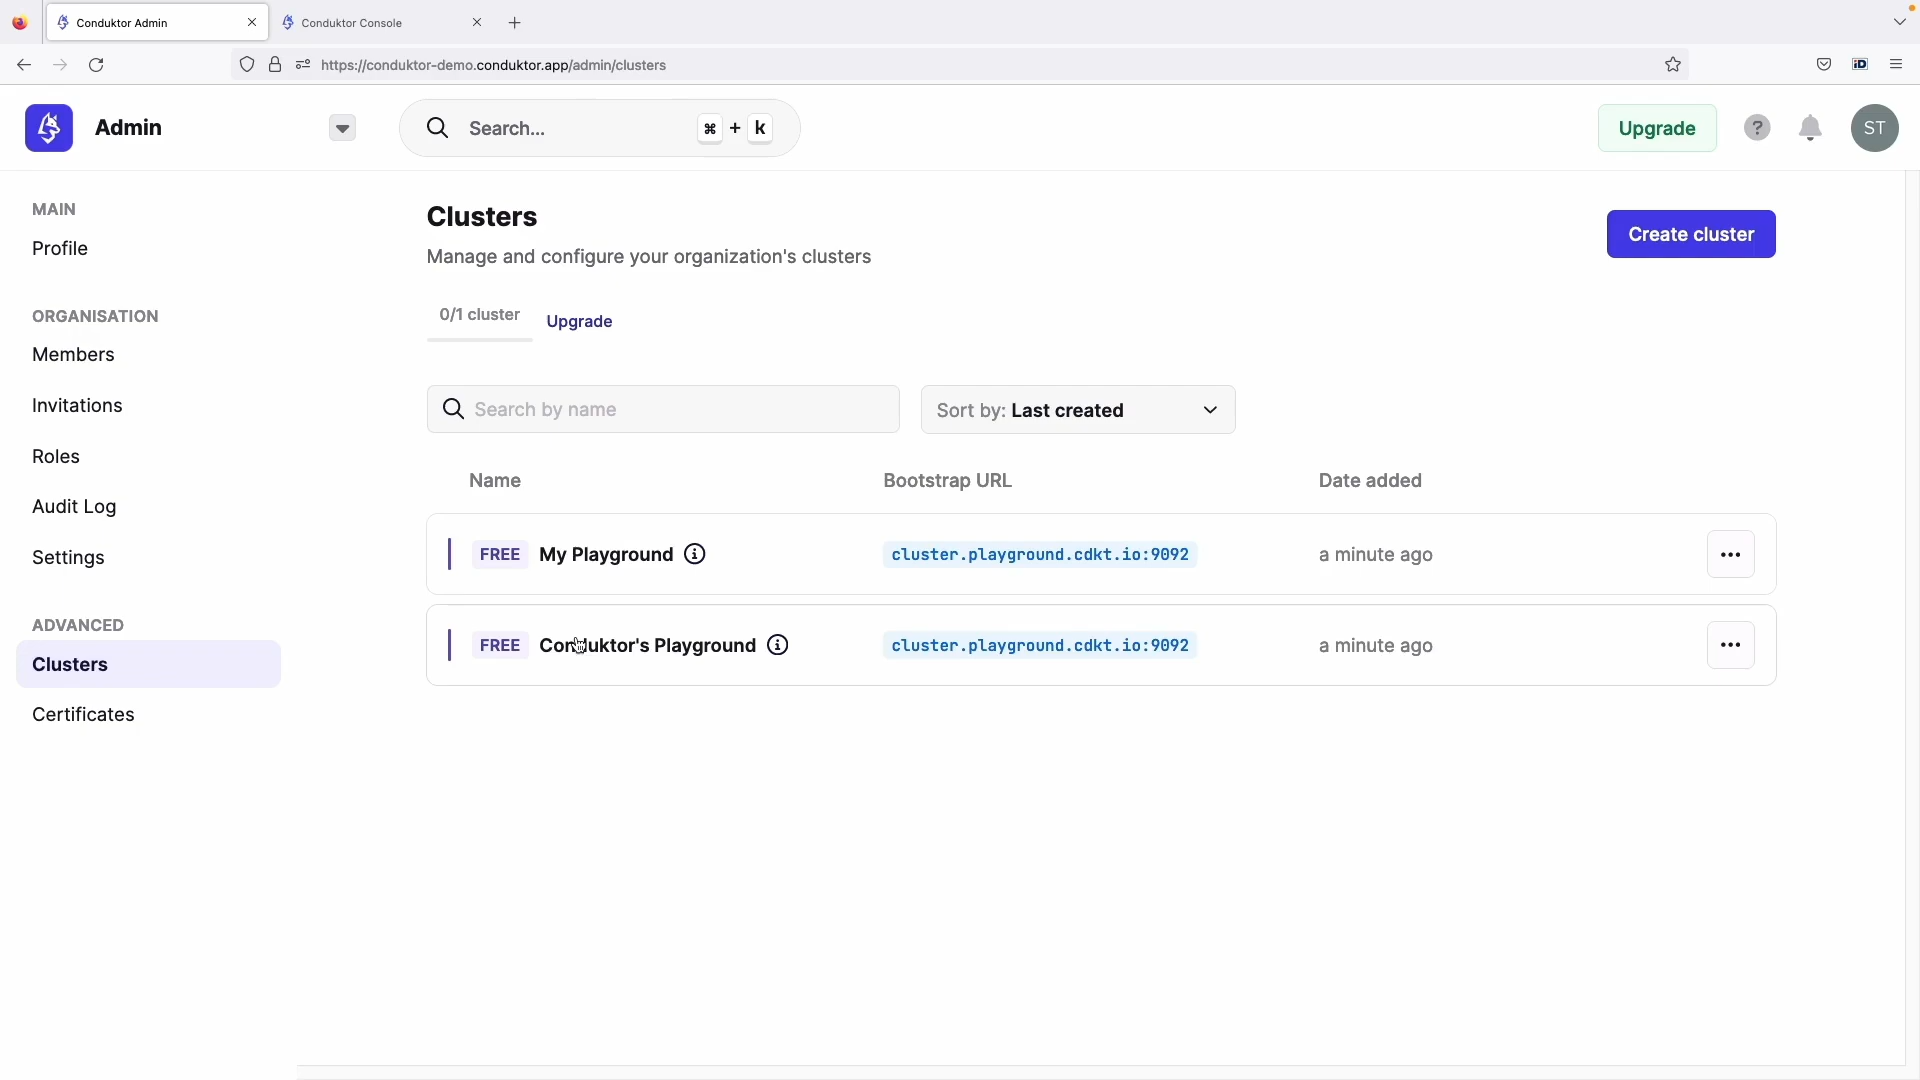 Conduktor Admin
Conduktor Console
https://conduktor-demo.conduktor.app/admin/clusters
Admin
Search...
⌘ + k
Upgrade
?
ST
MAIN
Profile
ORGANISATION
Members
Invitations
Roles
Audit Log
Settings
ADVANCED
Clusters
Certificates
Clusters
Manage and configure your organization's clusters
Create cluster
0/1 cluster
Upgrade
Search by name
Sort by: Last created
Name Bootstrap URL Date added
FREE My Playground cluster.playground.cdkt.io:9092 a minute ago
FREE Conduktor's Playground cluster.playground.cdkt.io:9092 a minute ago